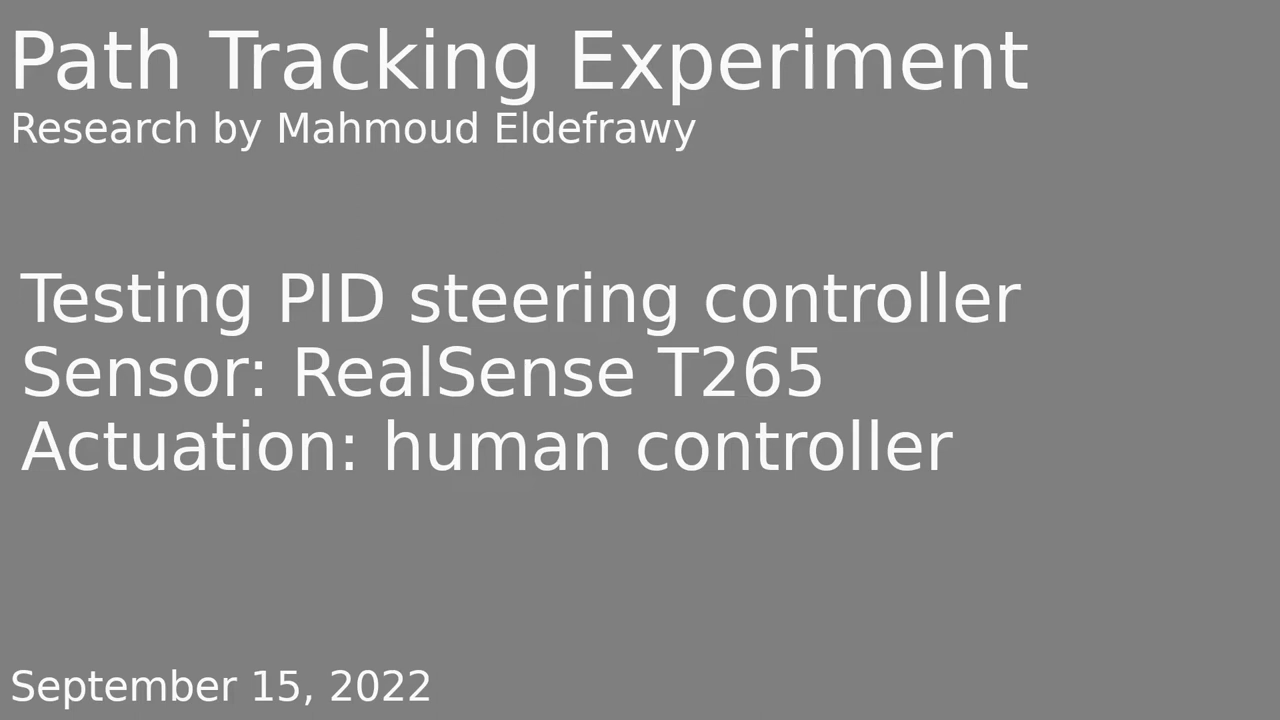 Path Tracking Experiment
Research by Mahmoud Eldefrawy
Testing PID steering controller
Sensor: RealSense T265
Actuation: human controller
September 15, 2022